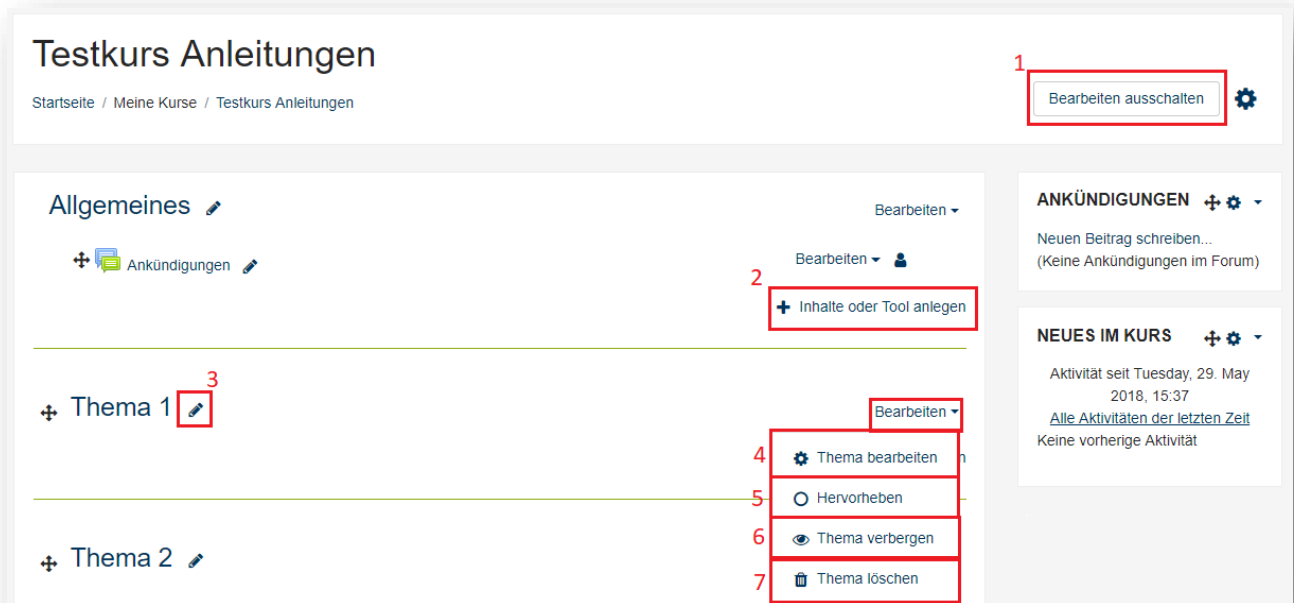 Testkurs Anleitungen
1
Startseite / Meine Kurse / Testkurs Anleitungen
Bearbeiten ausschalten
Allgemeines
Bearbeiten
Ankündigungen
Bearbeiten
2
Inhalte oder Tool anlegen
3
Thema 1
Bearbeiten
4
Thema bearbeiten
n
5
Hervorheben
6
Thema verbergen
Thema 2
7
Thema löschen
ANKÜNDIGUNGEN
Neuen Beitrag schreiben...
(Keine Ankündigungen im Forum)
NEUES IM KURS
Aktivität seit Tuesday, 29. May
2018, 15:37
Alle Aktivitäten der letzten Zeit
Keine vorherige Aktivität